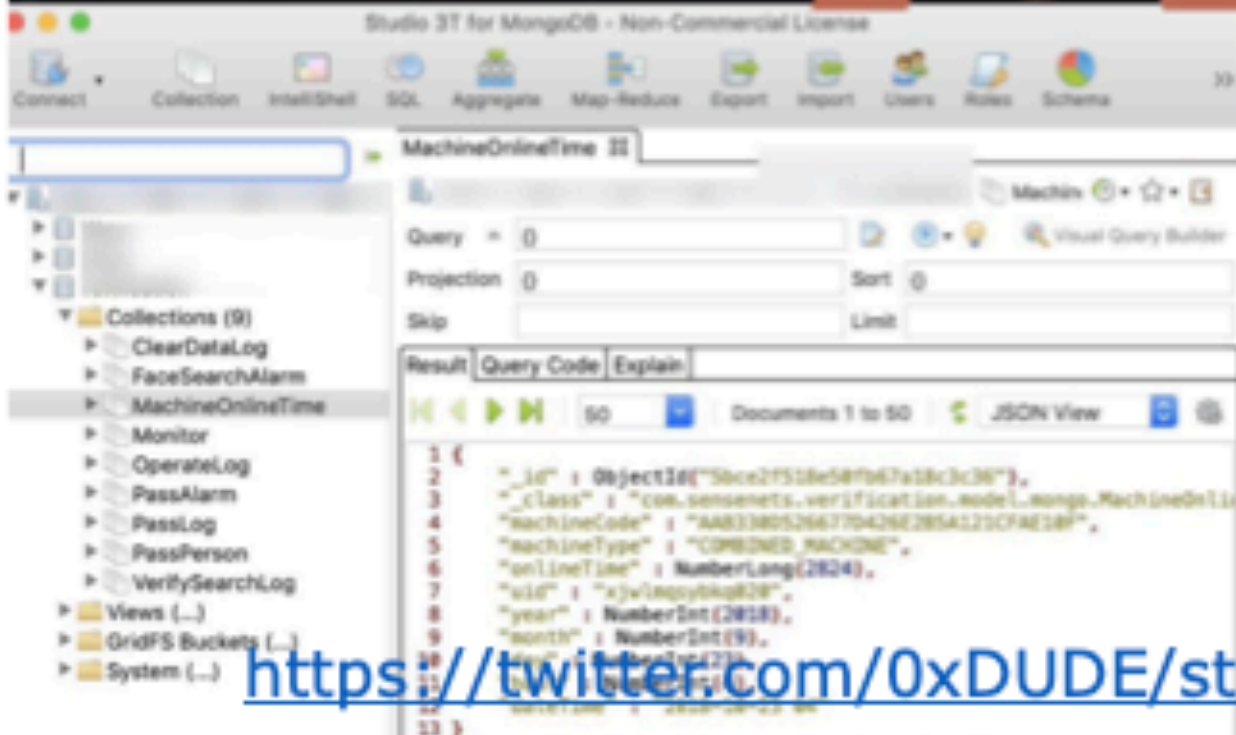 Studio 3T for MongoDB - Non-Commercial License
Connect Collection IntelliShell SQL Aggregate Map-Reduce Export Import Users Roles Schema
MachineOnlineTime
Machin
Query {}
Visual Query Builder
Projection {} Sort {}
Skip Limit
Collections (9)
ClearDataLog
FaceSearchAlarm
MachineOnlineTime
Monitor
OperateLog
PassAlarm
PassLog
PassPerson
VerifySearchLog
Views (...)
GridFS Buckets (...)
System (...)
Result Query Code Explain
50 Documents 1 to 50 JSON View
1 {
2 "_id" : ObjectId(
3 "_class" : "com.sensenets.verification.model.mongo.MachineOnli
4 "machineCode" :
5 "machineType" : "COMBINED_MACHINE",
6 "onlineTime" : NumberLong(2824),
7 "uid" :
8 "year" : NumberInt(2018),
9 "month" : NumberInt(9),
12 "dateTime" :
13 }
https://twitter.com/0xDUDE/st